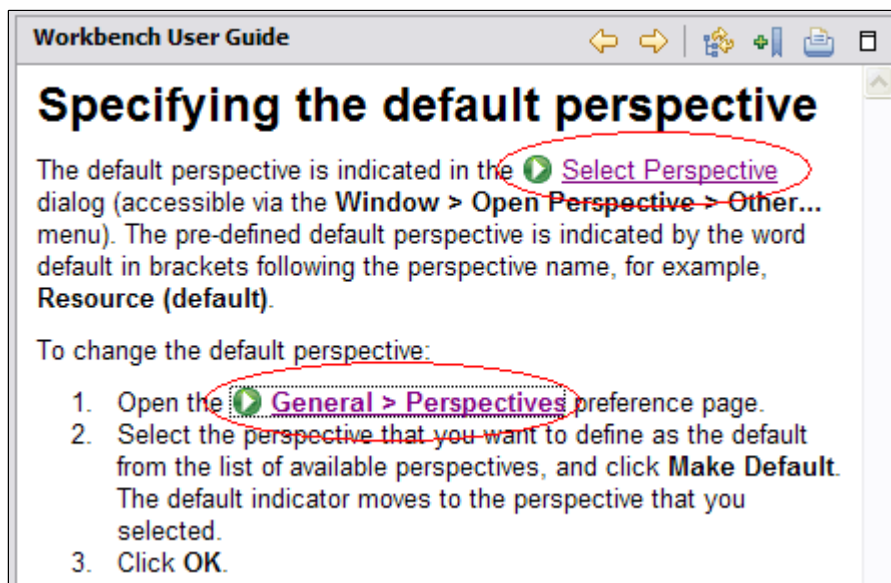 Workbench User Guide
Specifying the default perspective
The default perspective is indicated in the Select Perspective
dialog (accessible via the Window > Open Perspective > Other...
menu). The pre-defined default perspective is indicated by the word
default in brackets following the perspective name, for example,
Resource (default).
To change the default perspective:
1. Open the General > Perspectives preference page.
2. Select the perspective that you want to define as the default
from the list of available perspectives, and click Make Default.
The default indicator moves to the perspective that you
selected.
3. Click OK.